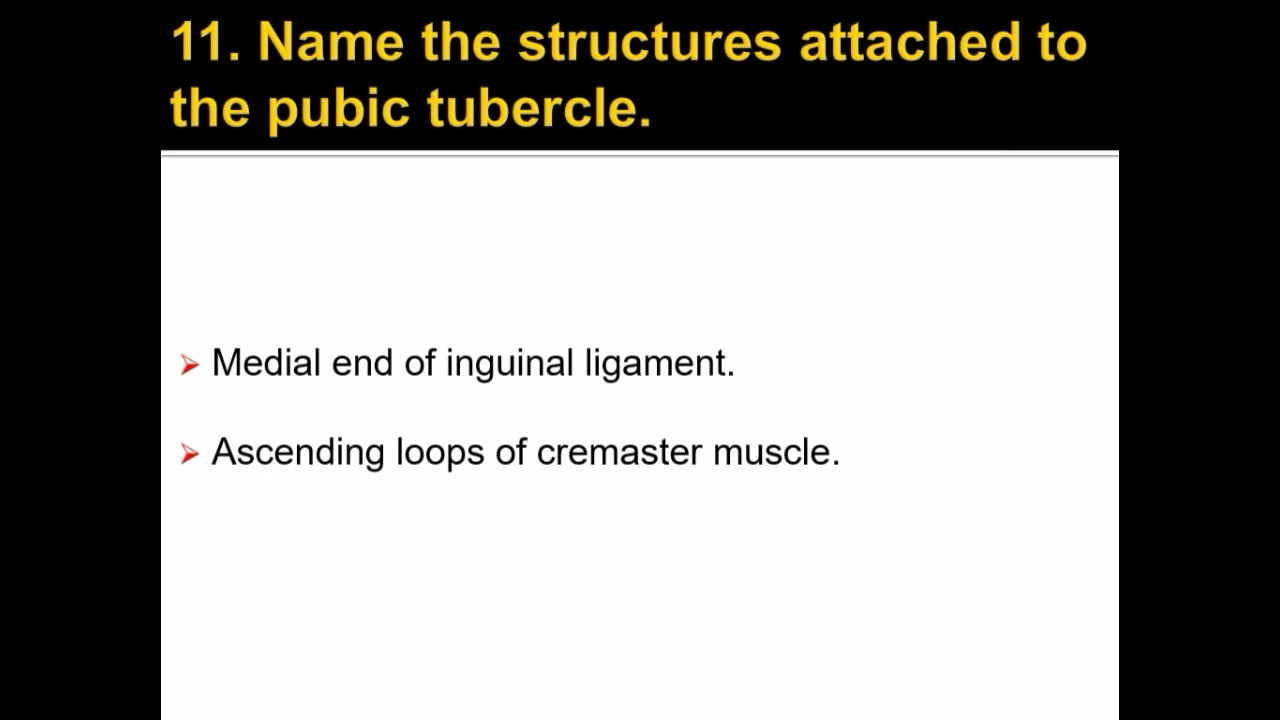 11. Name the structures attached to
the pubic tubercle.
Medial end of inguinal ligament.
Ascending loops of cremaster muscle.